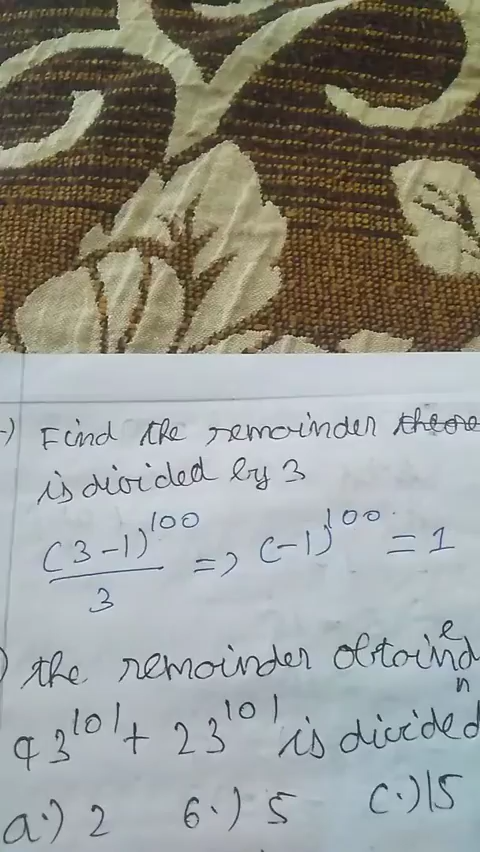 -) Find the remainder theore
is divided by 3
(3-1)^100 / 3 => (-1)^100 = 1
) the remainder obtained
43^101 + 23^101 is divided
a.) 2 b.) 5 c.) 15